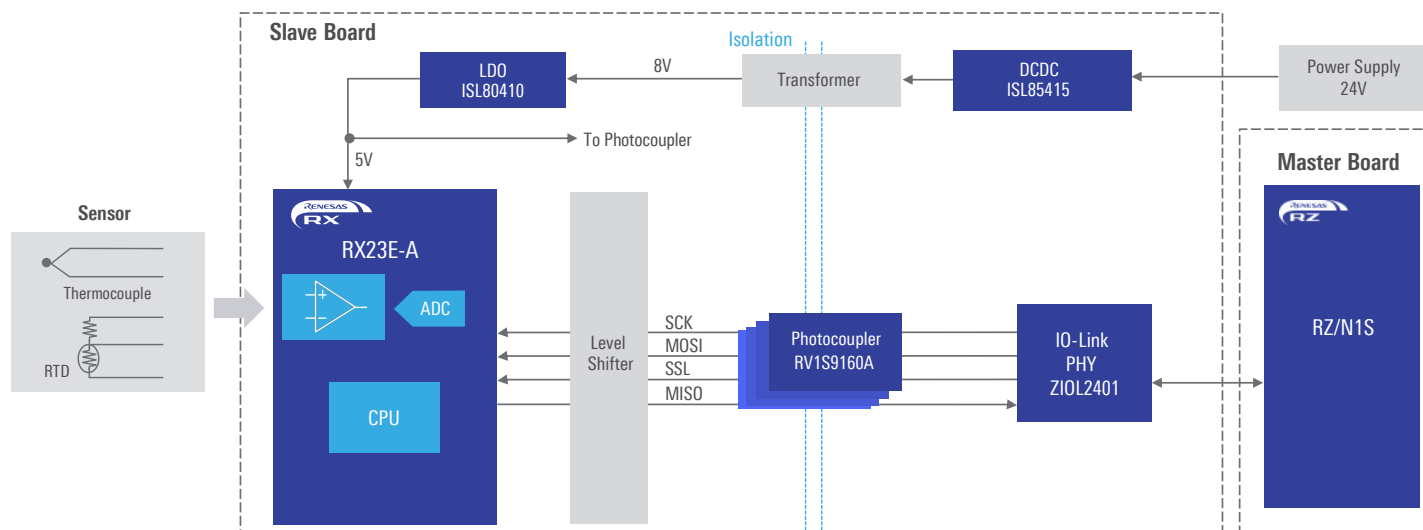 Slave Board
Isolation
LDO
ISL80410
8V
Transformer
DCDC
ISL85415
Power Supply
24V
To Photocoupler
5V
Master Board
Sensor
Thermocouple
RTD
RENESAS
RX
RX23E-A
ADC
CPU
Level
Shifter
SCK
MOSI
SSL
MISO
Photocoupler
RV1S9160A
IO-Link
PHY
ZIOL2401
RENESAS
RZ
RZ/N1S